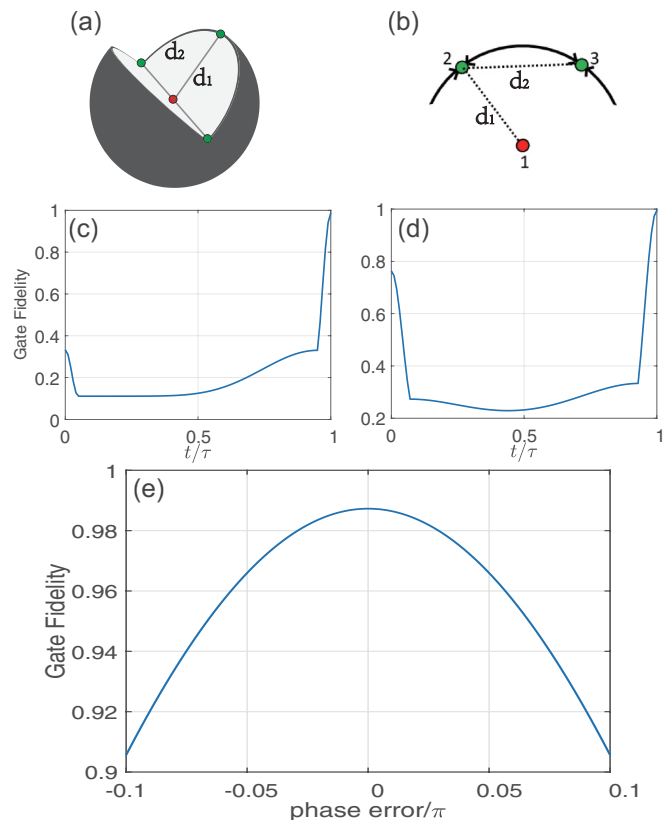 (a)
d2
d1
(b)
2
3
d2
d1
1
(c)
1
0.8
0.6
0.4
0.2
0
Gate Fidelity
0
0.5
1
t/τ
(d)
1
0.8
0.6
0.4
0.2
0
0.5
1
t/τ
(e)
1
0.98
0.96
0.94
0.92
0.9
Gate Fidelity
-0.1
-0.05
0
0.05
0.1
phase error/π